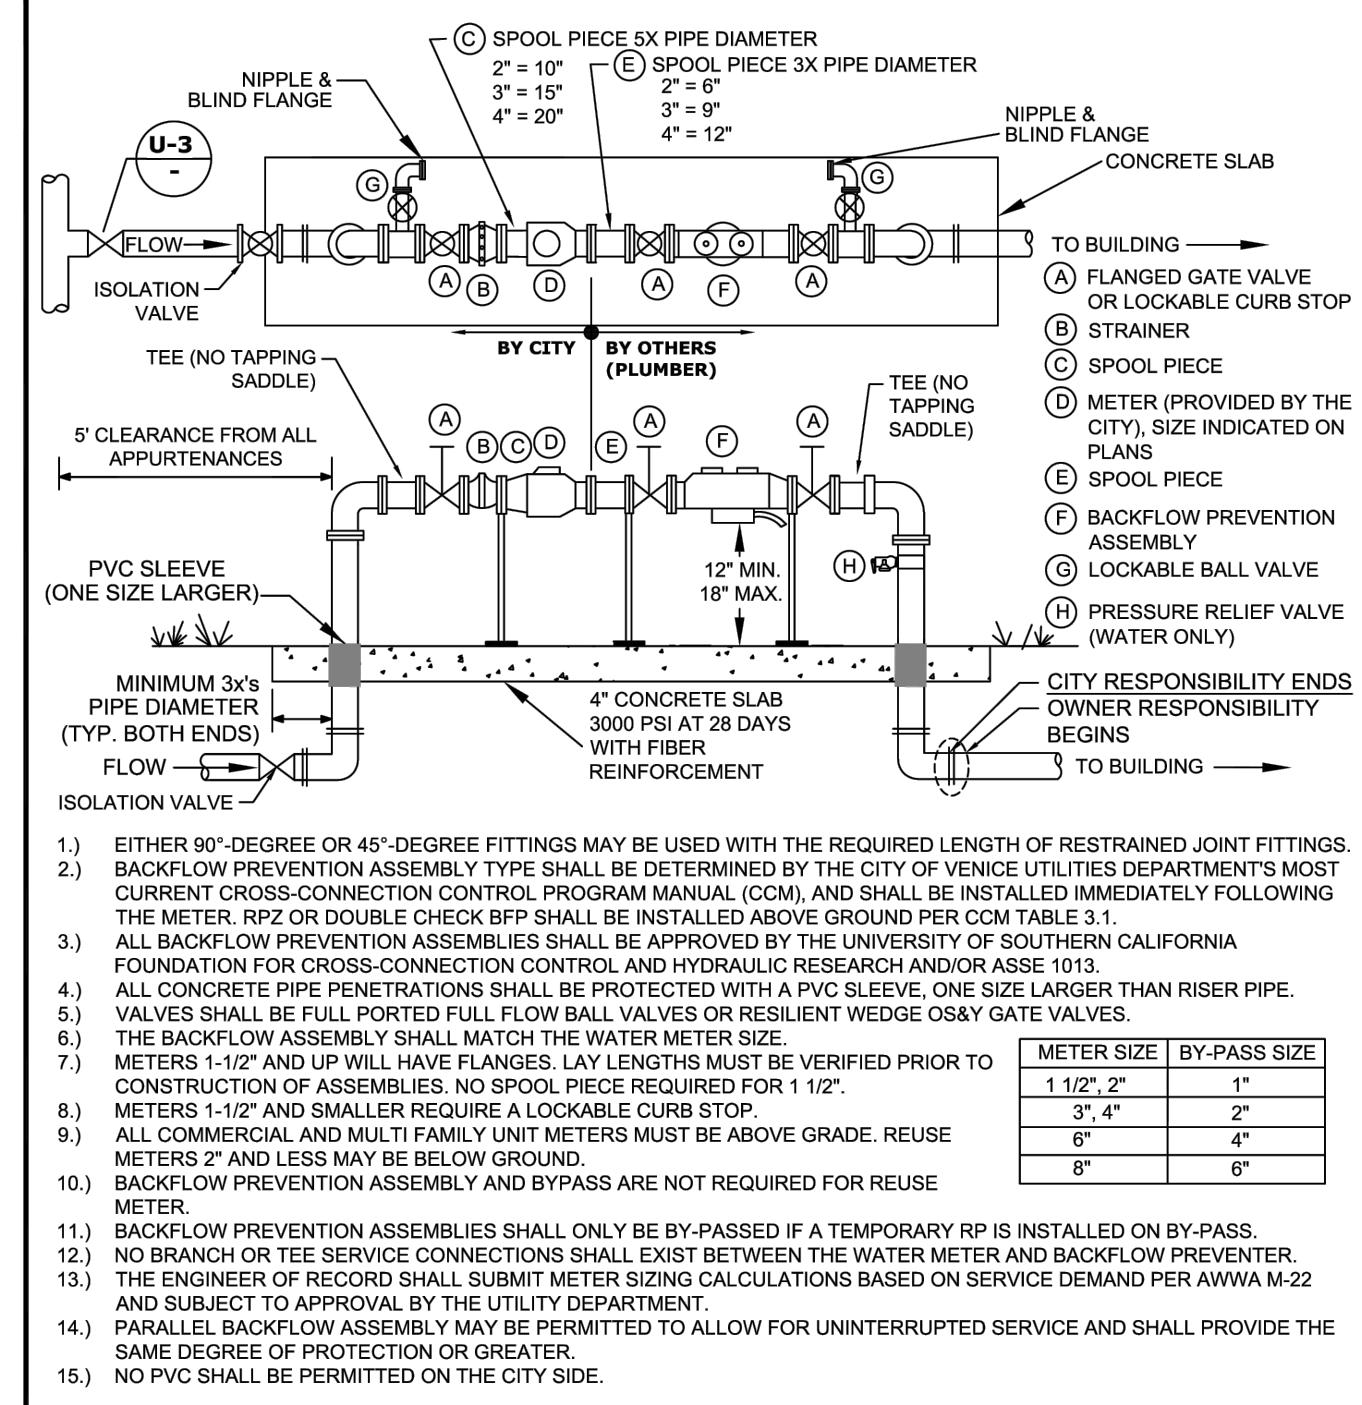 C SPOOL PIECE 5X PIPE DIAMETER
2" = 10"
3" = 15"
4" = 20"
E SPOOL PIECE 3X PIPE DIAMETER
2" = 6"
3" = 9"
4" = 12"
NIPPLE &
BLIND FLANGE
NIPPLE &
BLIND FLANGE
CONCRETE SLAB
U-3
-
G
G
FLOW
TO BUILDING
ISOLATION
VALVE
A
B
D
A
F
A
BY CITY
BY OTHERS
(PLUMBER)
A FLANGED GATE VALVE
OR LOCKABLE CURB STOP
B STRAINER
C SPOOL PIECE
D METER (PROVIDED BY THE
CITY), SIZE INDICATED ON
PLANS
E SPOOL PIECE
F BACKFLOW PREVENTION
ASSEMBLY
G LOCKABLE BALL VALVE
H PRESSURE RELIEF VALVE
(WATER ONLY)
TEE (NO TAPPING
SADDLE)
TEE (NO
TAPPING
SADDLE)
5' CLEARANCE FROM ALL
APPURTENANCES
A
B
C
D
E
A
F
A
H
12" MIN.
18" MAX.
PVC SLEEVE
(ONE SIZE LARGER)
MINIMUM 3x's
PIPE DIAMETER
(TYP. BOTH ENDS)
FLOW
ISOLATION VALVE
4" CONCRETE SLAB
3000 PSI AT 28 DAYS
WITH FIBER
REINFORCEMENT
CITY RESPONSIBILITY ENDS
OWNER RESPONSIBILITY
BEGINS
TO BUILDING
1.) EITHER 90°-DEGREE OR 45°-DEGREE FITTINGS MAY BE USED WITH THE REQUIRED LENGTH OF RESTRAINED JOINT FITTINGS.
2.) BACKFLOW PREVENTION ASSEMBLY TYPE SHALL BE DETERMINED BY THE CITY OF VENICE UTILITIES DEPARTMENT'S MOST
CURRENT CROSS-CONNECTION CONTROL PROGRAM MANUAL (CCM), AND SHALL BE INSTALLED IMMEDIATELY FOLLOWING
THE METER. RPZ OR DOUBLE CHECK BFP SHALL BE INSTALLED ABOVE GROUND PER CCM TABLE 3.1.
3.) ALL BACKFLOW PREVENTION ASSEMBLIES SHALL BE APPROVED BY THE UNIVERSITY OF SOUTHERN CALIFORNIA
FOUNDATION FOR CROSS-CONNECTION CONTROL AND HYDRAULIC RESEARCH AND/OR ASSE 1013.
4.) ALL CONCRETE PIPE PENETRATIONS SHALL BE PROTECTED WITH A PVC SLEEVE, ONE SIZE LARGER THAN RISER PIPE.
5.) VALVES SHALL BE FULL PORTED FULL FLOW BALL VALVES OR RESILIENT WEDGE OS&Y GATE VALVES.
6.) THE BACKFLOW ASSEMBLY SHALL MATCH THE WATER METER SIZE.
7.) METERS 1-1/2" AND UP WILL HAVE FLANGES. LAY LENGTHS MUST BE VERIFIED PRIOR TO
CONSTRUCTION OF ASSEMBLIES. NO SPOOL PIECE REQUIRED FOR 1 1/2".
8.) METERS 1-1/2" AND SMALLER REQUIRE A LOCKABLE CURB STOP.
9.) ALL COMMERCIAL AND MULTI FAMILY UNIT METERS MUST BE ABOVE GRADE. REUSE
METERS 2" AND LESS MAY BE BELOW GROUND.
10.) BACKFLOW PREVENTION ASSEMBLY AND BYPASS ARE NOT REQUIRED FOR REUSE
METER.
METER SIZE BY-PASS SIZE
1 1/2", 2" 1"
3", 4" 2"
6" 4"
8" 6"
11.) BACKFLOW PREVENTION ASSEMBLIES SHALL ONLY BE BY-PASSED IF A TEMPORARY RP IS INSTALLED ON BY-PASS.
12.) NO BRANCH OR TEE SERVICE CONNECTIONS SHALL EXIST BETWEEN THE WATER METER AND BACKFLOW PREVENTER.
13.) THE ENGINEER OF RECORD SHALL SUBMIT METER SIZING CALCULATIONS BASED ON SERVICE DEMAND PER AWWA M-22
AND SUBJECT TO APPROVAL BY THE UTILITY DEPARTMENT.
14.) PARALLEL BACKFLOW ASSEMBLY MAY BE PERMITTED TO ALLOW FOR UNINTERRUPTED SERVICE AND SHALL PROVIDE THE
SAME DEGREE OF PROTECTION OR GREATER.
15.) NO PVC SHALL BE PERMITTED ON THE CITY SIDE.